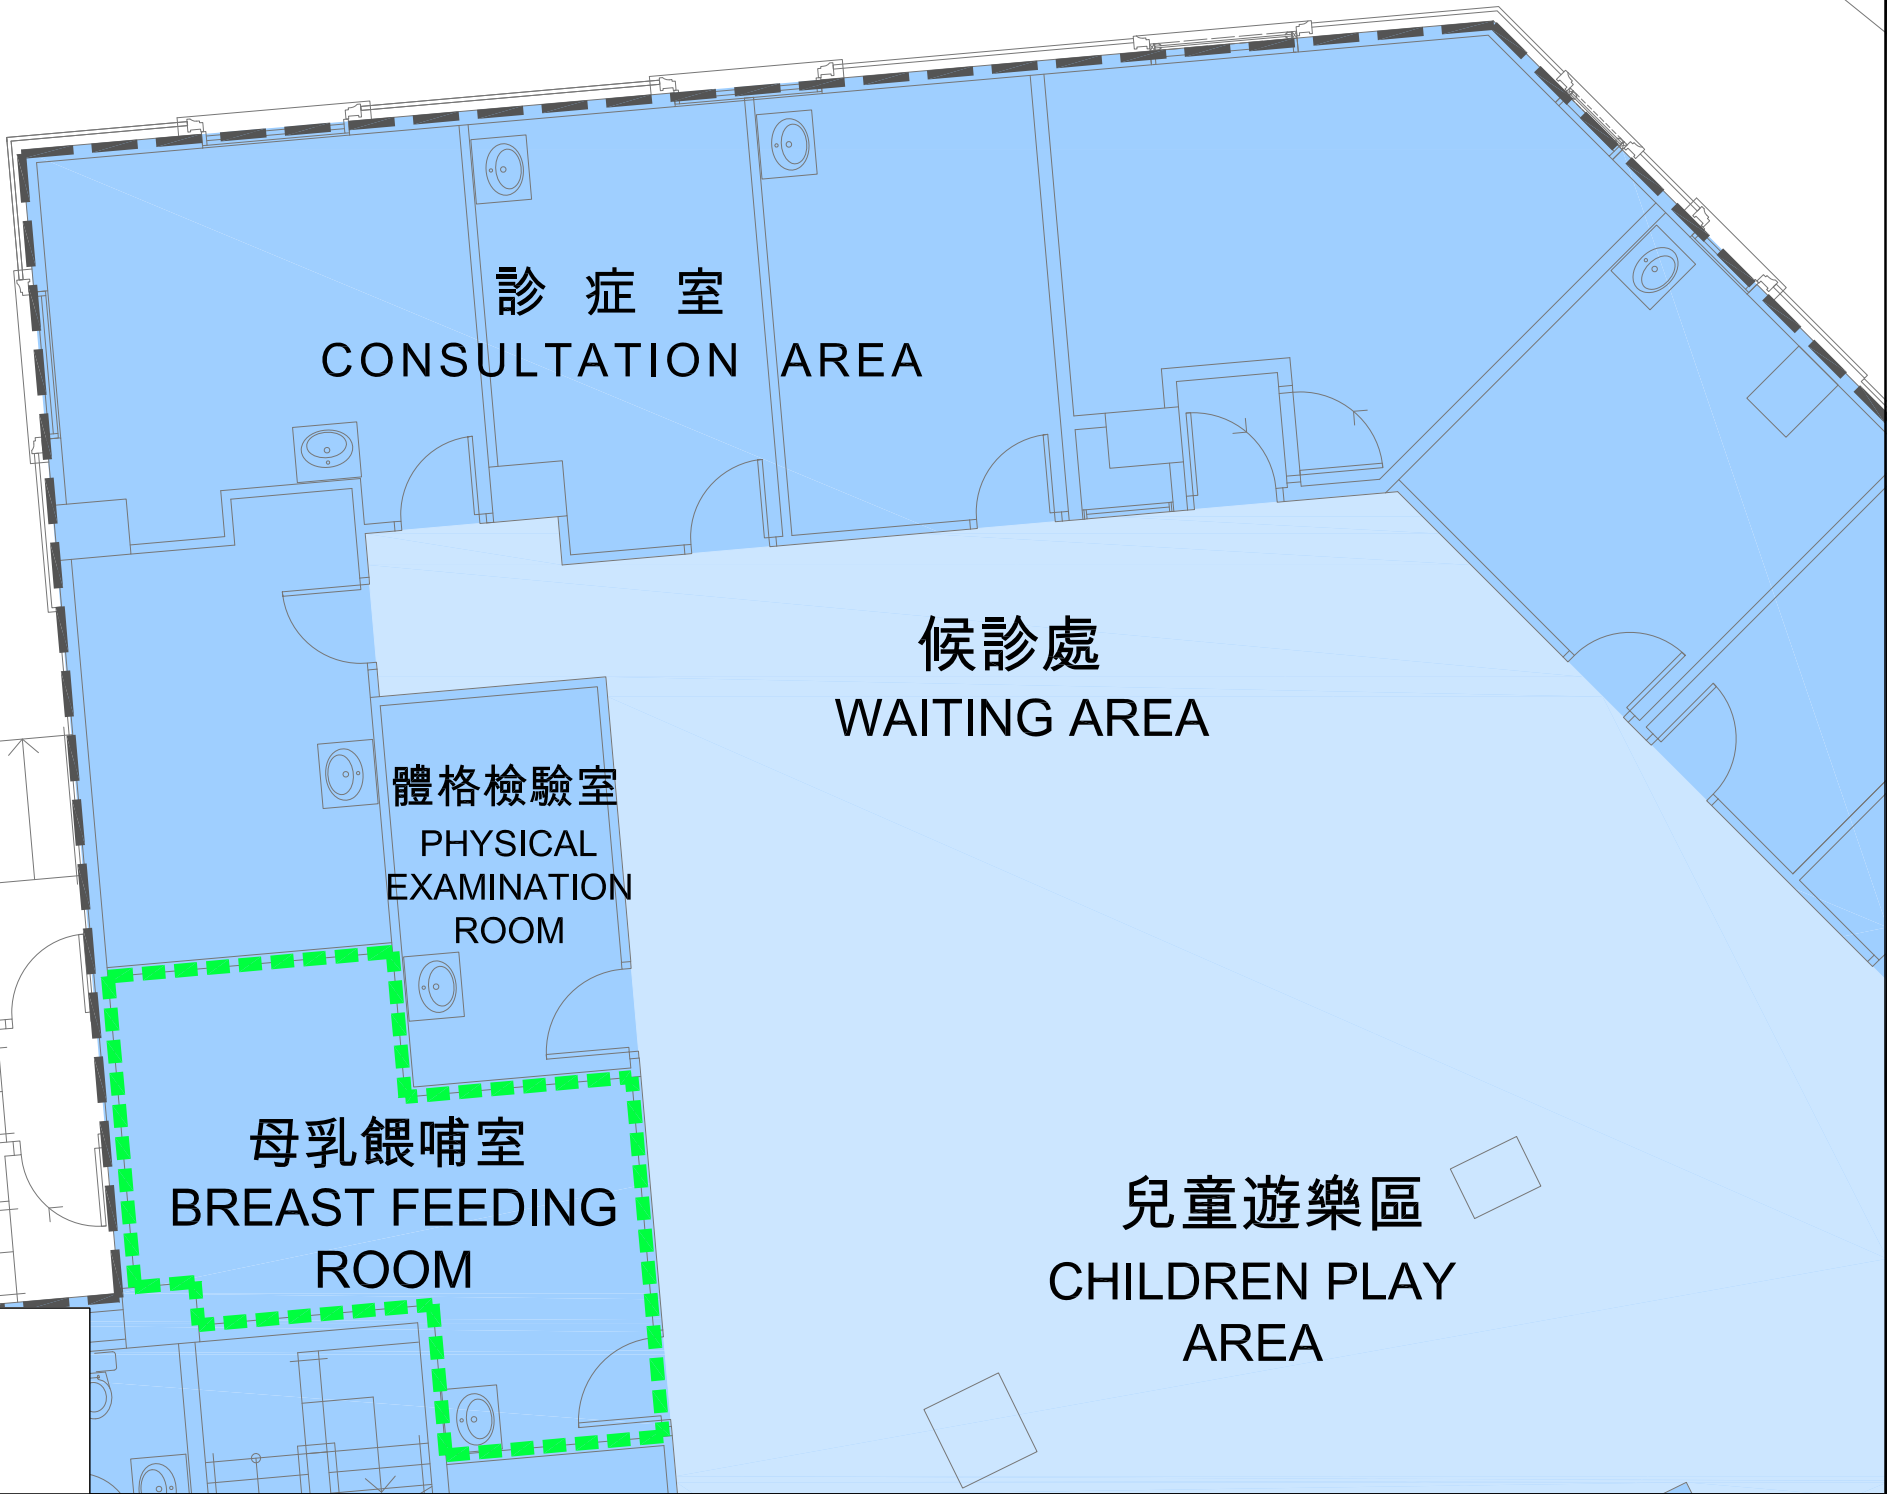 診 症 室
CONSULTATION AREA
候診處
WAITING AREA
體格檢驗室
PHYSICAL
EXAMINATION
ROOM
母乳餵哺室
BREAST FEEDING
ROOM
兒童遊樂區
CHILDREN PLAY
AREA